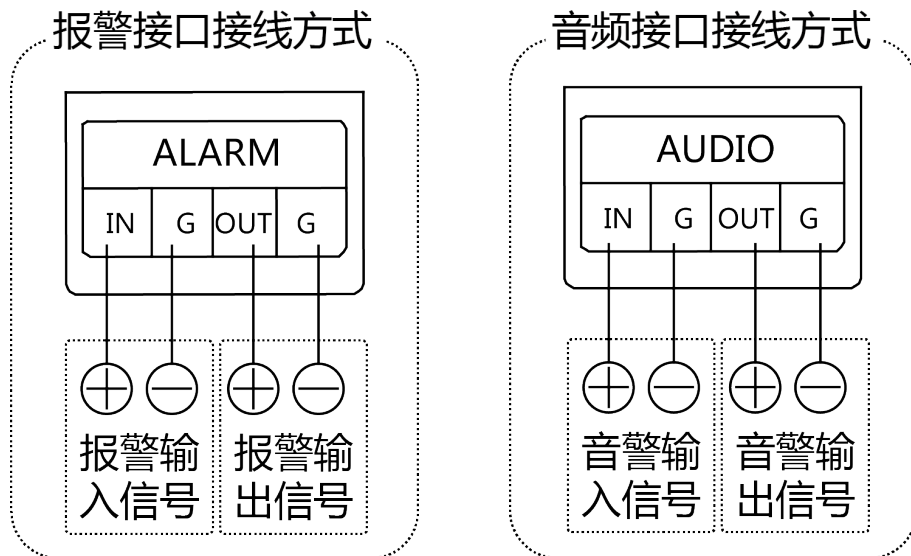 报警接口接线方式
ALARM
IN G OUT G
报警输
入信号
报警输
出信号
音频接口接线方式
AUDIO
IN G OUT G
音警输
入信号
音警输
出信号